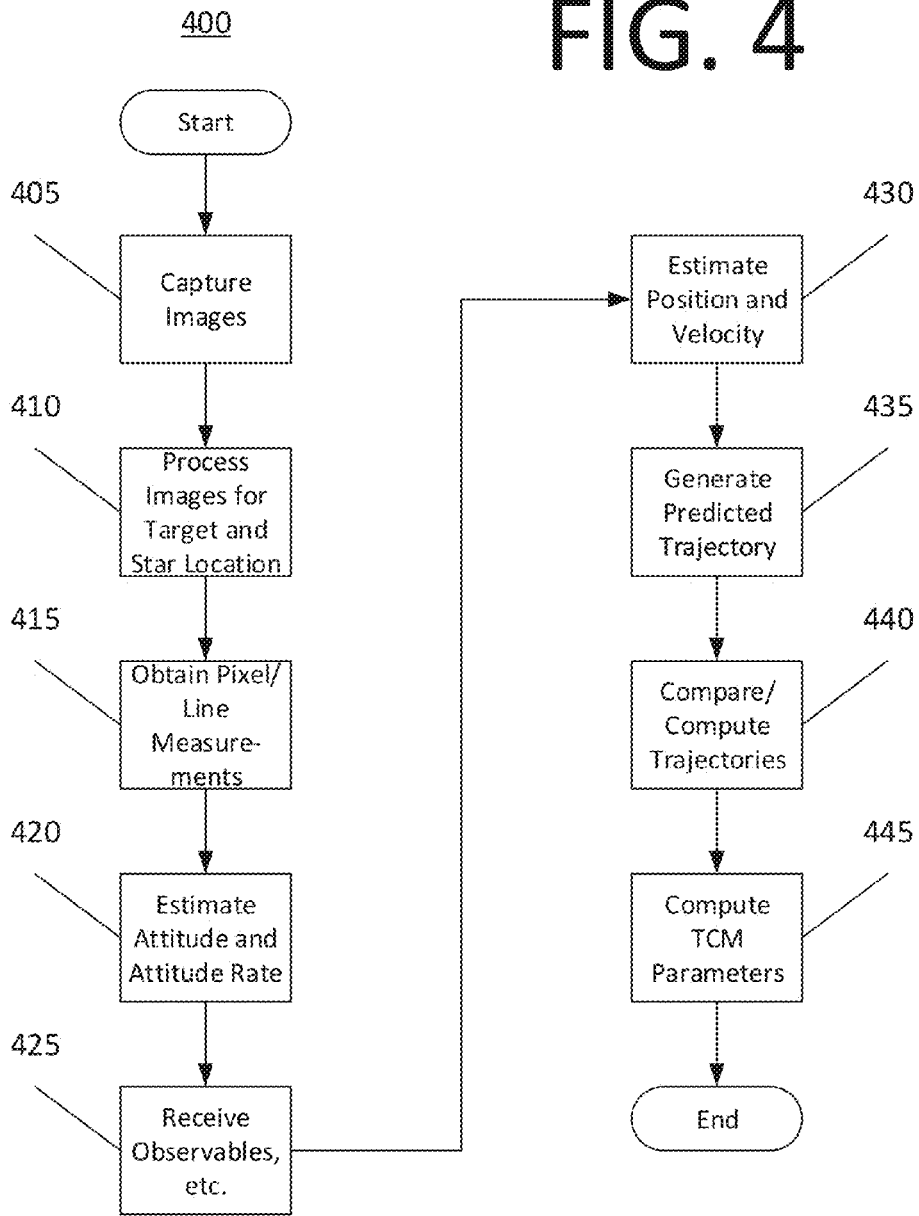 400
FIG. 4
Start
405
Capture
Images
410
Process
Images for
Target and
Star Location
415
Obtain Pixel/
Line
Measure-
ments
420
Estimate
Attitude and
Attitude Rate
425
Receive
Observables,
etc.
430
Estimate
Position and
Velocity
435
Generate
Predicted
Trajectory
440
Compare/
Compute
Trajectories
445
Compute
TCM
Parameters
End